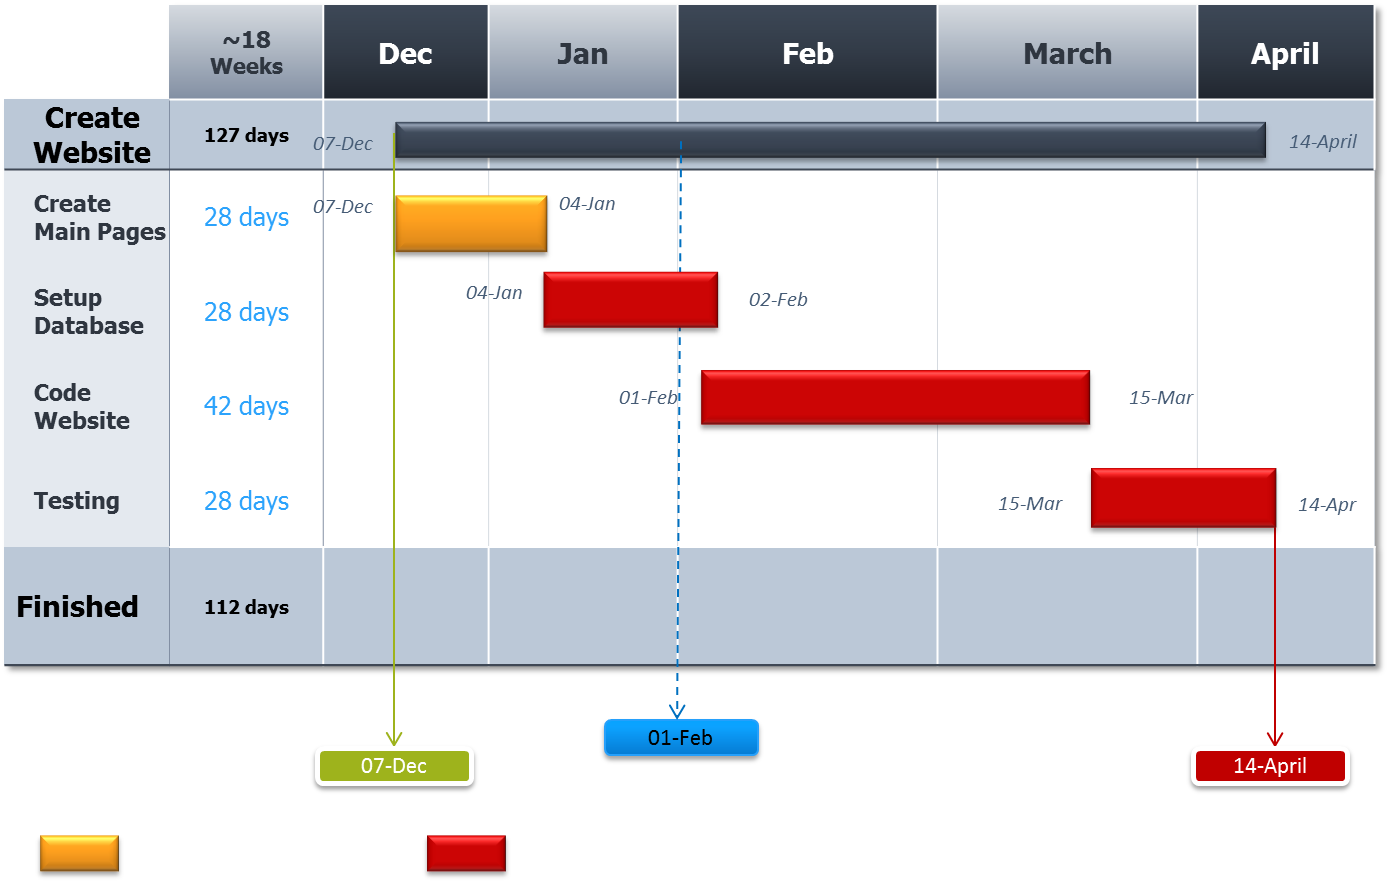 ~18
Weeks
Dec
Jan
Feb
March
April
Create
Website
127 days
07-Dec
14-April
Create
Main Pages
28 days
07-Dec
04-Jan
Setup
Database
28 days
04-Jan
02-Feb
Code
Website
42 days
01-Feb
15-Mar
Testing
28 days
15-Mar
14-Apr
Finished
112 days
01-Feb
07-Dec
14-April